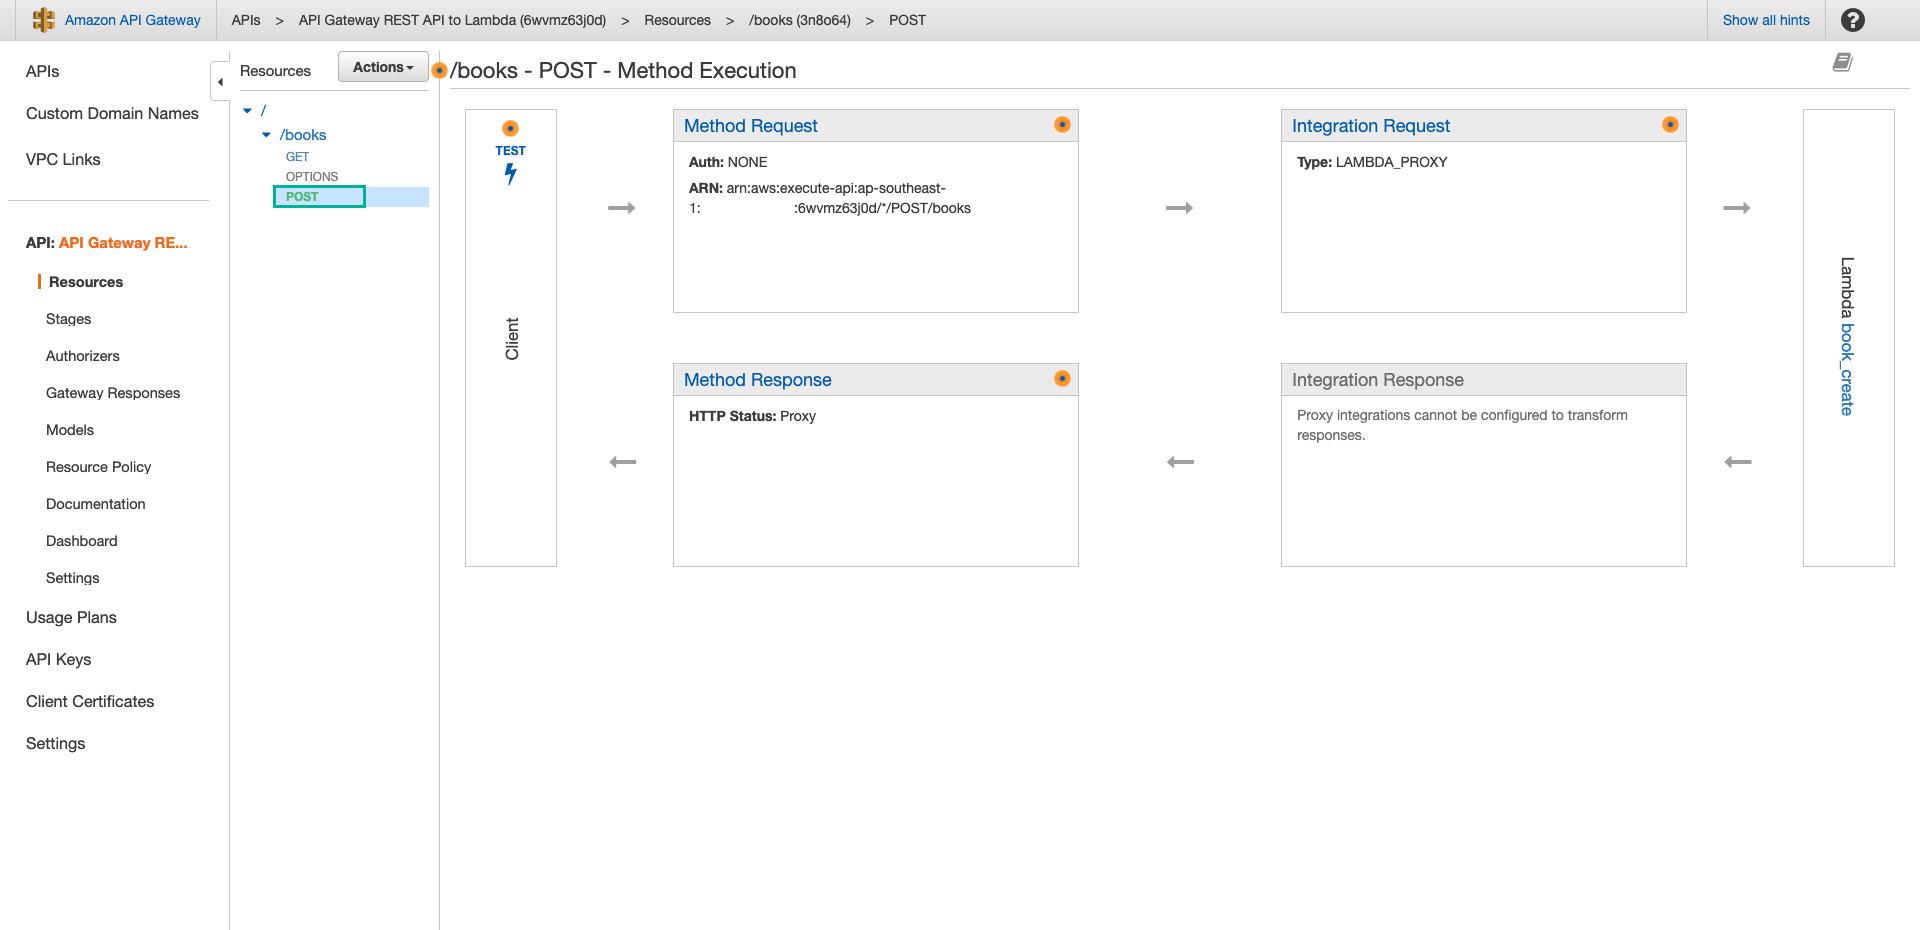 Amazon API Gateway
APIs > API Gateway REST API to Lambda (6wvmz63j0d) > Resources > /books (3n8o64) > POST
Show all hints
?
APIs
Custom Domain Names
VPC Links
API: API Gateway RE...
Resources
Stages
Authorizers
Gateway Responses
Models
Resource Policy
Documentation
Dashboard
Settings
Usage Plans
API Keys
Client Certificates
Settings
Resources
Actions
/
/books
GET
OPTIONS
POST
/books - POST - Method Execution
TEST
Client
Method Request
Auth: NONE
ARN: arn:aws:execute-api:ap-southeast-
1: :6wvmz63j0d/*/POST/books
Integration Request
Type: LAMBDA_PROXY
Method Response
HTTP Status: Proxy
Integration Response
Proxy integrations cannot be configured to transform
responses.
Lambda book_create